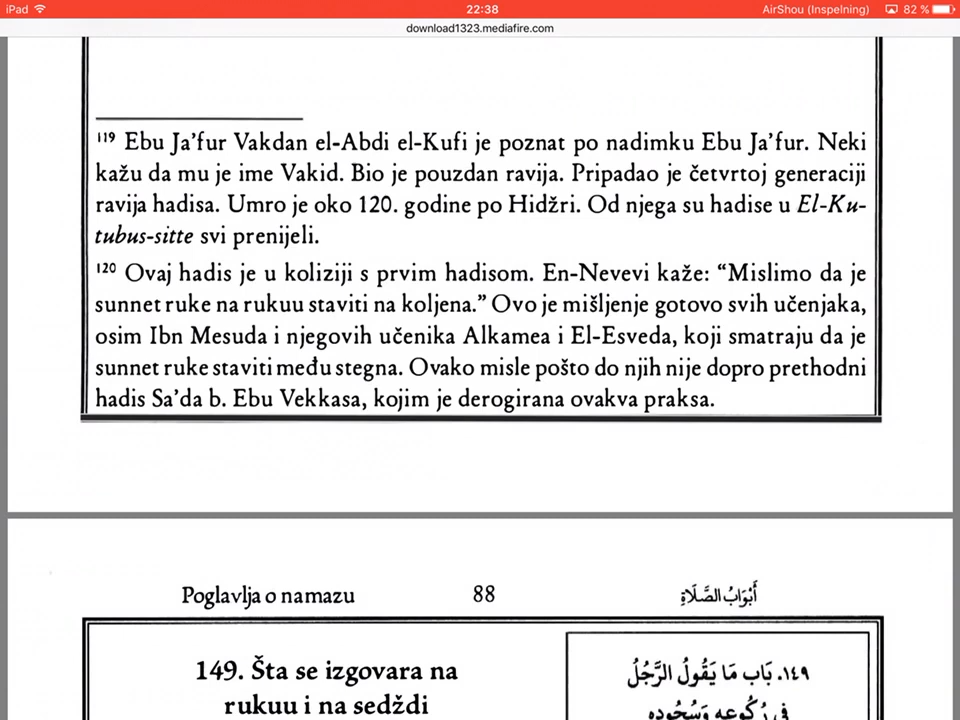 iPad 22:38 AirShou (Inspelning) 82 %
download1323.mediafire.com
119 Ebu Ja’fur Vakdan el-Abdi el-Kufi je poznat po nadimku Ebu Ja’fur. Neki
kažu da mu je ime Vakid. Bio je pouzdan ravija. Pripadao je četvrtoj generaciji
ravija hadisa. Umro je oko 120. godine po Hidžri. Od njega su hadise u El-Ku-
tubus-sitte svi prenijeli.
120 Ovaj hadis je u koliziji s prvim hadisom. En-Nevevi kaže: “Mislimo da je
sunnet ruke na rukuu staviti na koljena.” Ovo je mišljenje gotovo svih učenjaka,
osim Ibn Mesuda i njegovih učenika Alkamea i El-Esveda, koji smatraju da je
sunnet ruke staviti među stegna. Ovako misle pošto do njih nije dopro prethodni
hadis Sa’da b. Ebu Vekkasa, kojim je derogirana ovakva praksa.
Poglavlja o namazu 88 أَبْوَابُ الصَّلَاةِ
149. Šta se izgovara na
rukuu i na sedždi
١٤٩. بَاب مَا يَقُولُ الرَّجُلُ
فِي رُكُوعِهِ وَسُجُودِهِ